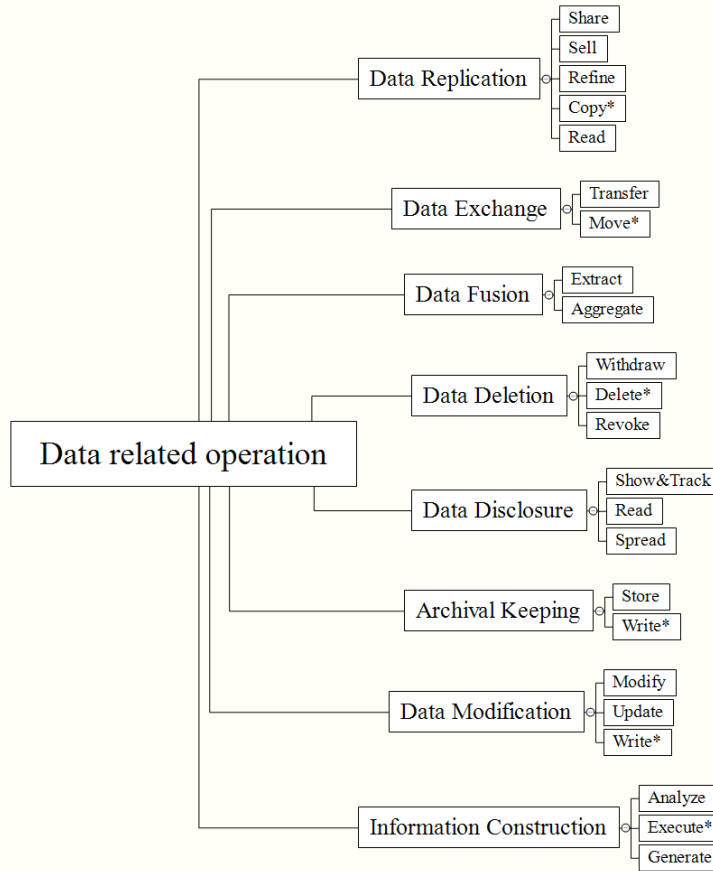 Share
Sell
Data Replication
Refine
Copy*
Read
Transfer
Data Exchange
Move*
Extract
Data Fusion
Aggregate
Withdraw
Data Deletion
Delete*
Revoke
Data related operation
Show&Track
Data Disclosure
Read
Spread
Store
Archival Keeping
Write*
Modify
Data Modification
Update
Write*
Analyze
Information Construction
Execute*
Generate